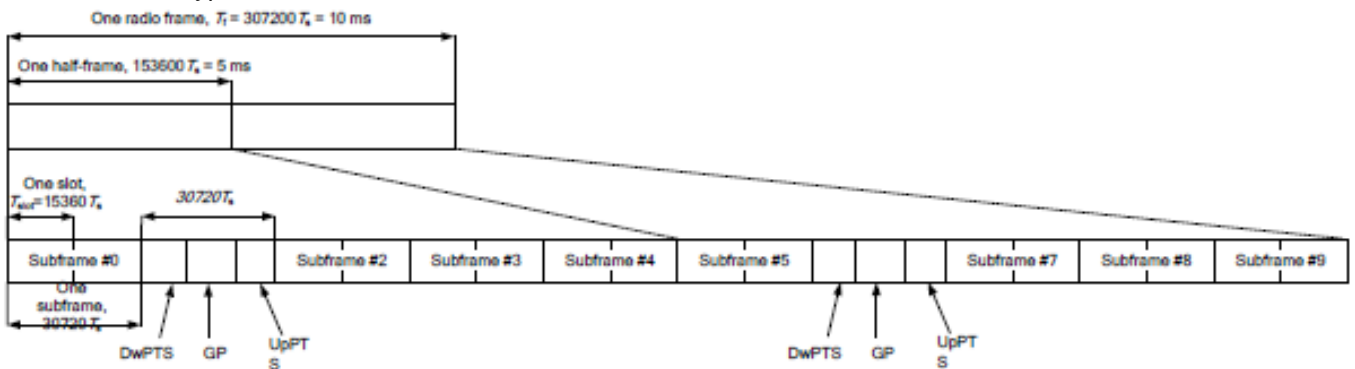 One radio frame, Tf = 307200 Ts = 10 ms
One half-frame, 153600 Ts = 5 ms
One slot,
Tslot=15360 Ts
30720Ts
Subframe #0
Subframe #2
Subframe #3
Subframe #4
Subframe #5
Subframe #7
Subframe #8
Subframe #9
One
subframe,
30720 Ts
DwPTS
GP
UpPT
S
DwPTS
GP
UpPT
S